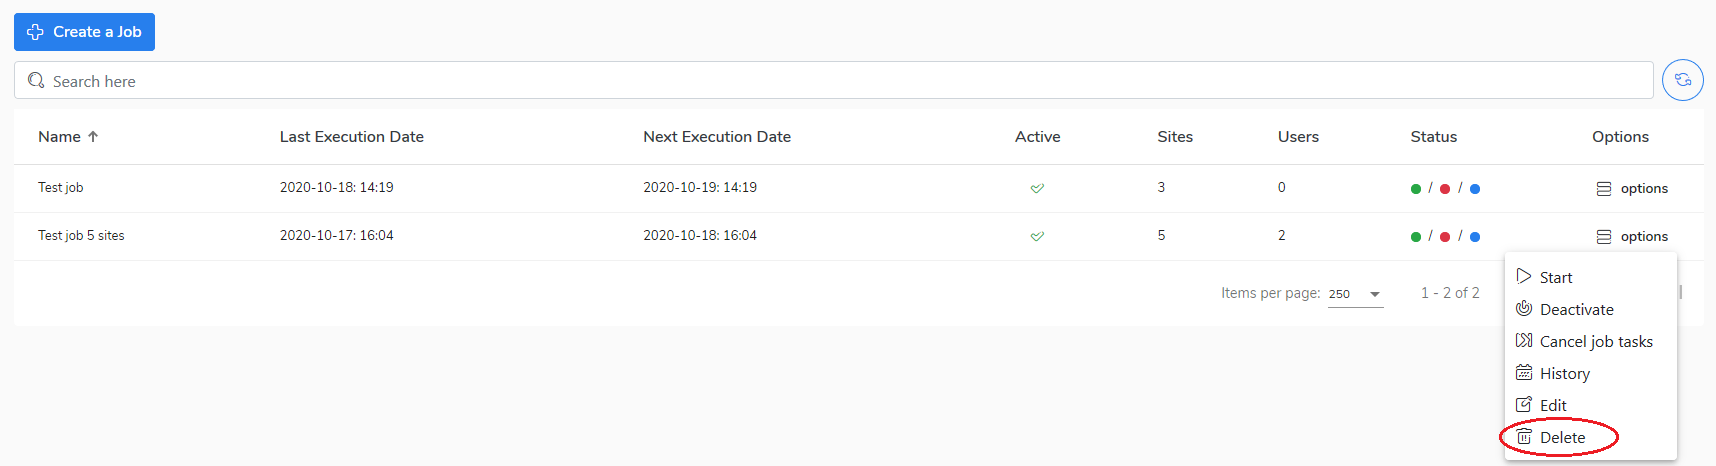 Create a Job
Search here
Name Last Execution Date Next Execution Date Active Sites Users Status Options
Test job 2020-10-18: 14:19 2020-10-19: 14:19 3 0 / / options
Test job 5 sites 2020-10-17: 16:04 2020-10-18: 16:04 5 2 / / options
Items per page: 250 1 - 2 of 2
Start
Deactivate
Cancel job tasks
History
Edit
Delete